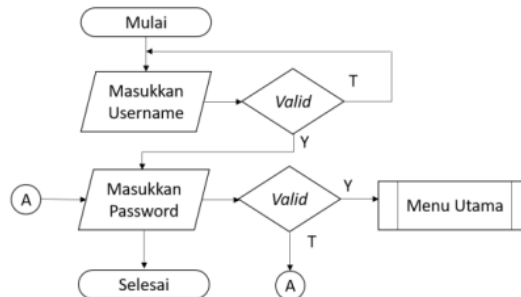 Mulai
T
Masukkan
Username
Valid
Y
A
Masukkan
Password
Valid
Y
Menu Utama
T
Selesai
A